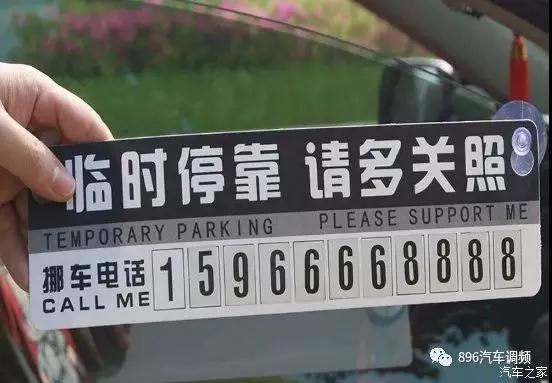 临时停靠 请多关照
TEMPORARY PARKING PLEASE SUPPORT ME
挪车电话 15966668888
CALL ME
896汽车调频
汽车之家